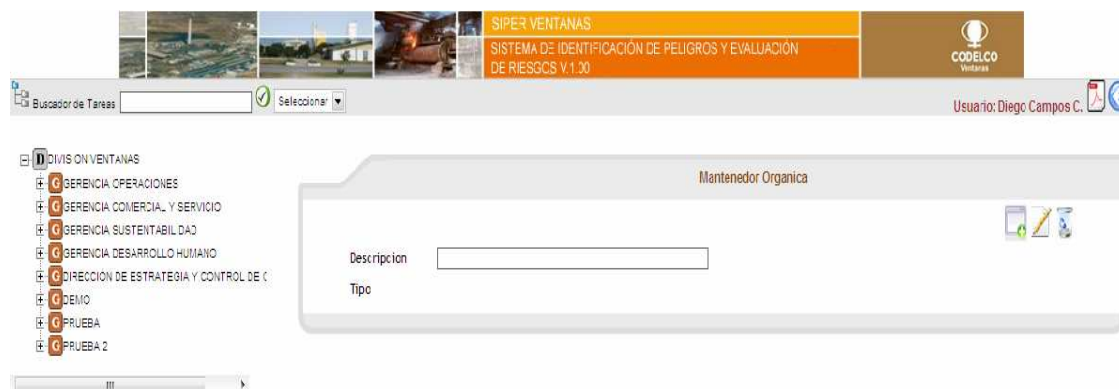 SIPER VENTANAS
SISTEMA DE IDENTIFICACIÓN DE PELIGROS Y EVALUACIÓN
DE RIESGOS V.1.00
CODELCO
Ventanas
Buscador de Tareas
Seleccionar
Usuario: Diego Campos C.
D DIVISION VENTANAS
G GERENCIA OPERACIONES
G GERENCIA COMERCIAL Y SERVICIO
G GERENCIA SUSTENTABILIDAD
G GERENCIA DESARROLLO HUMANO
G DIRECCION DE ESTRATEGIA Y CONTROL DE
G DEMO
G PRUEBA
G PRUEBA 2
Mantenedor Organica
Descripcion
Tipo